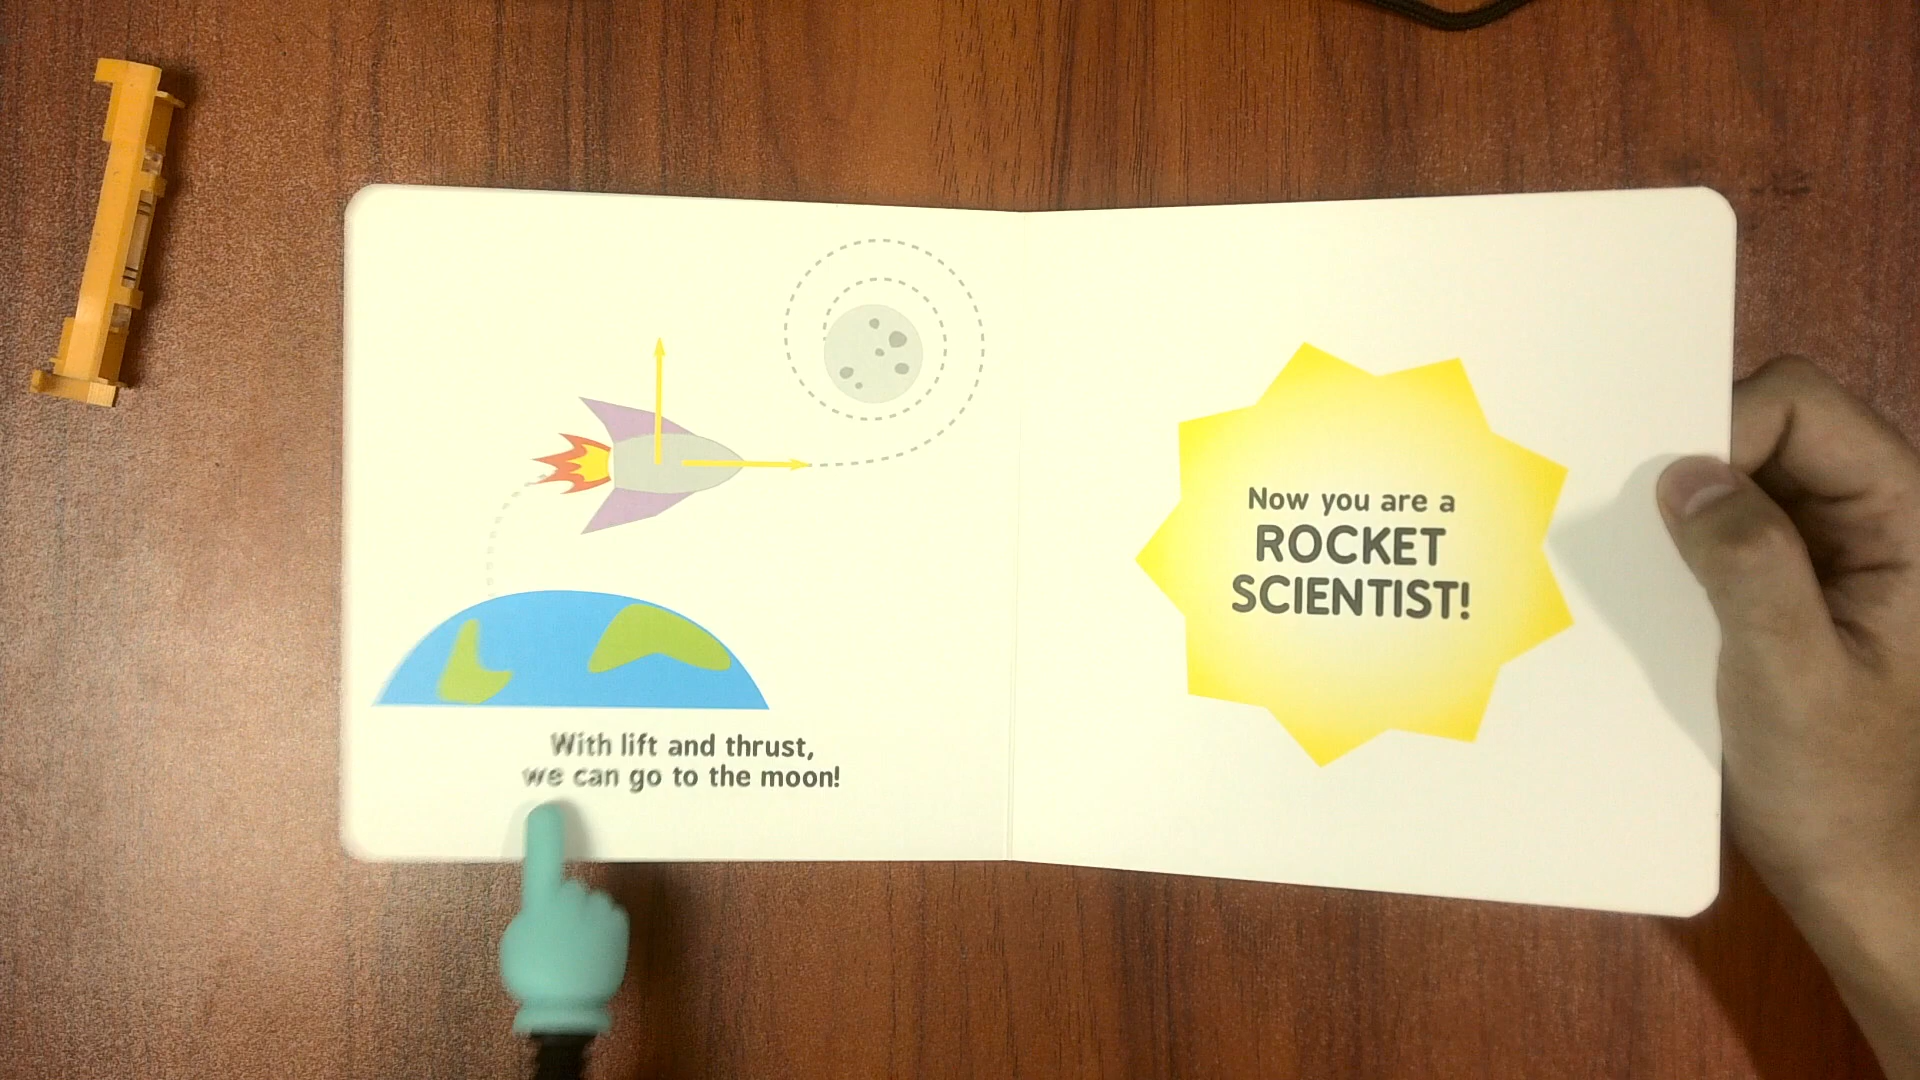 With lift and thrust,
we can go to the moon!
Now you are a
ROCKET
SCIENTIST!